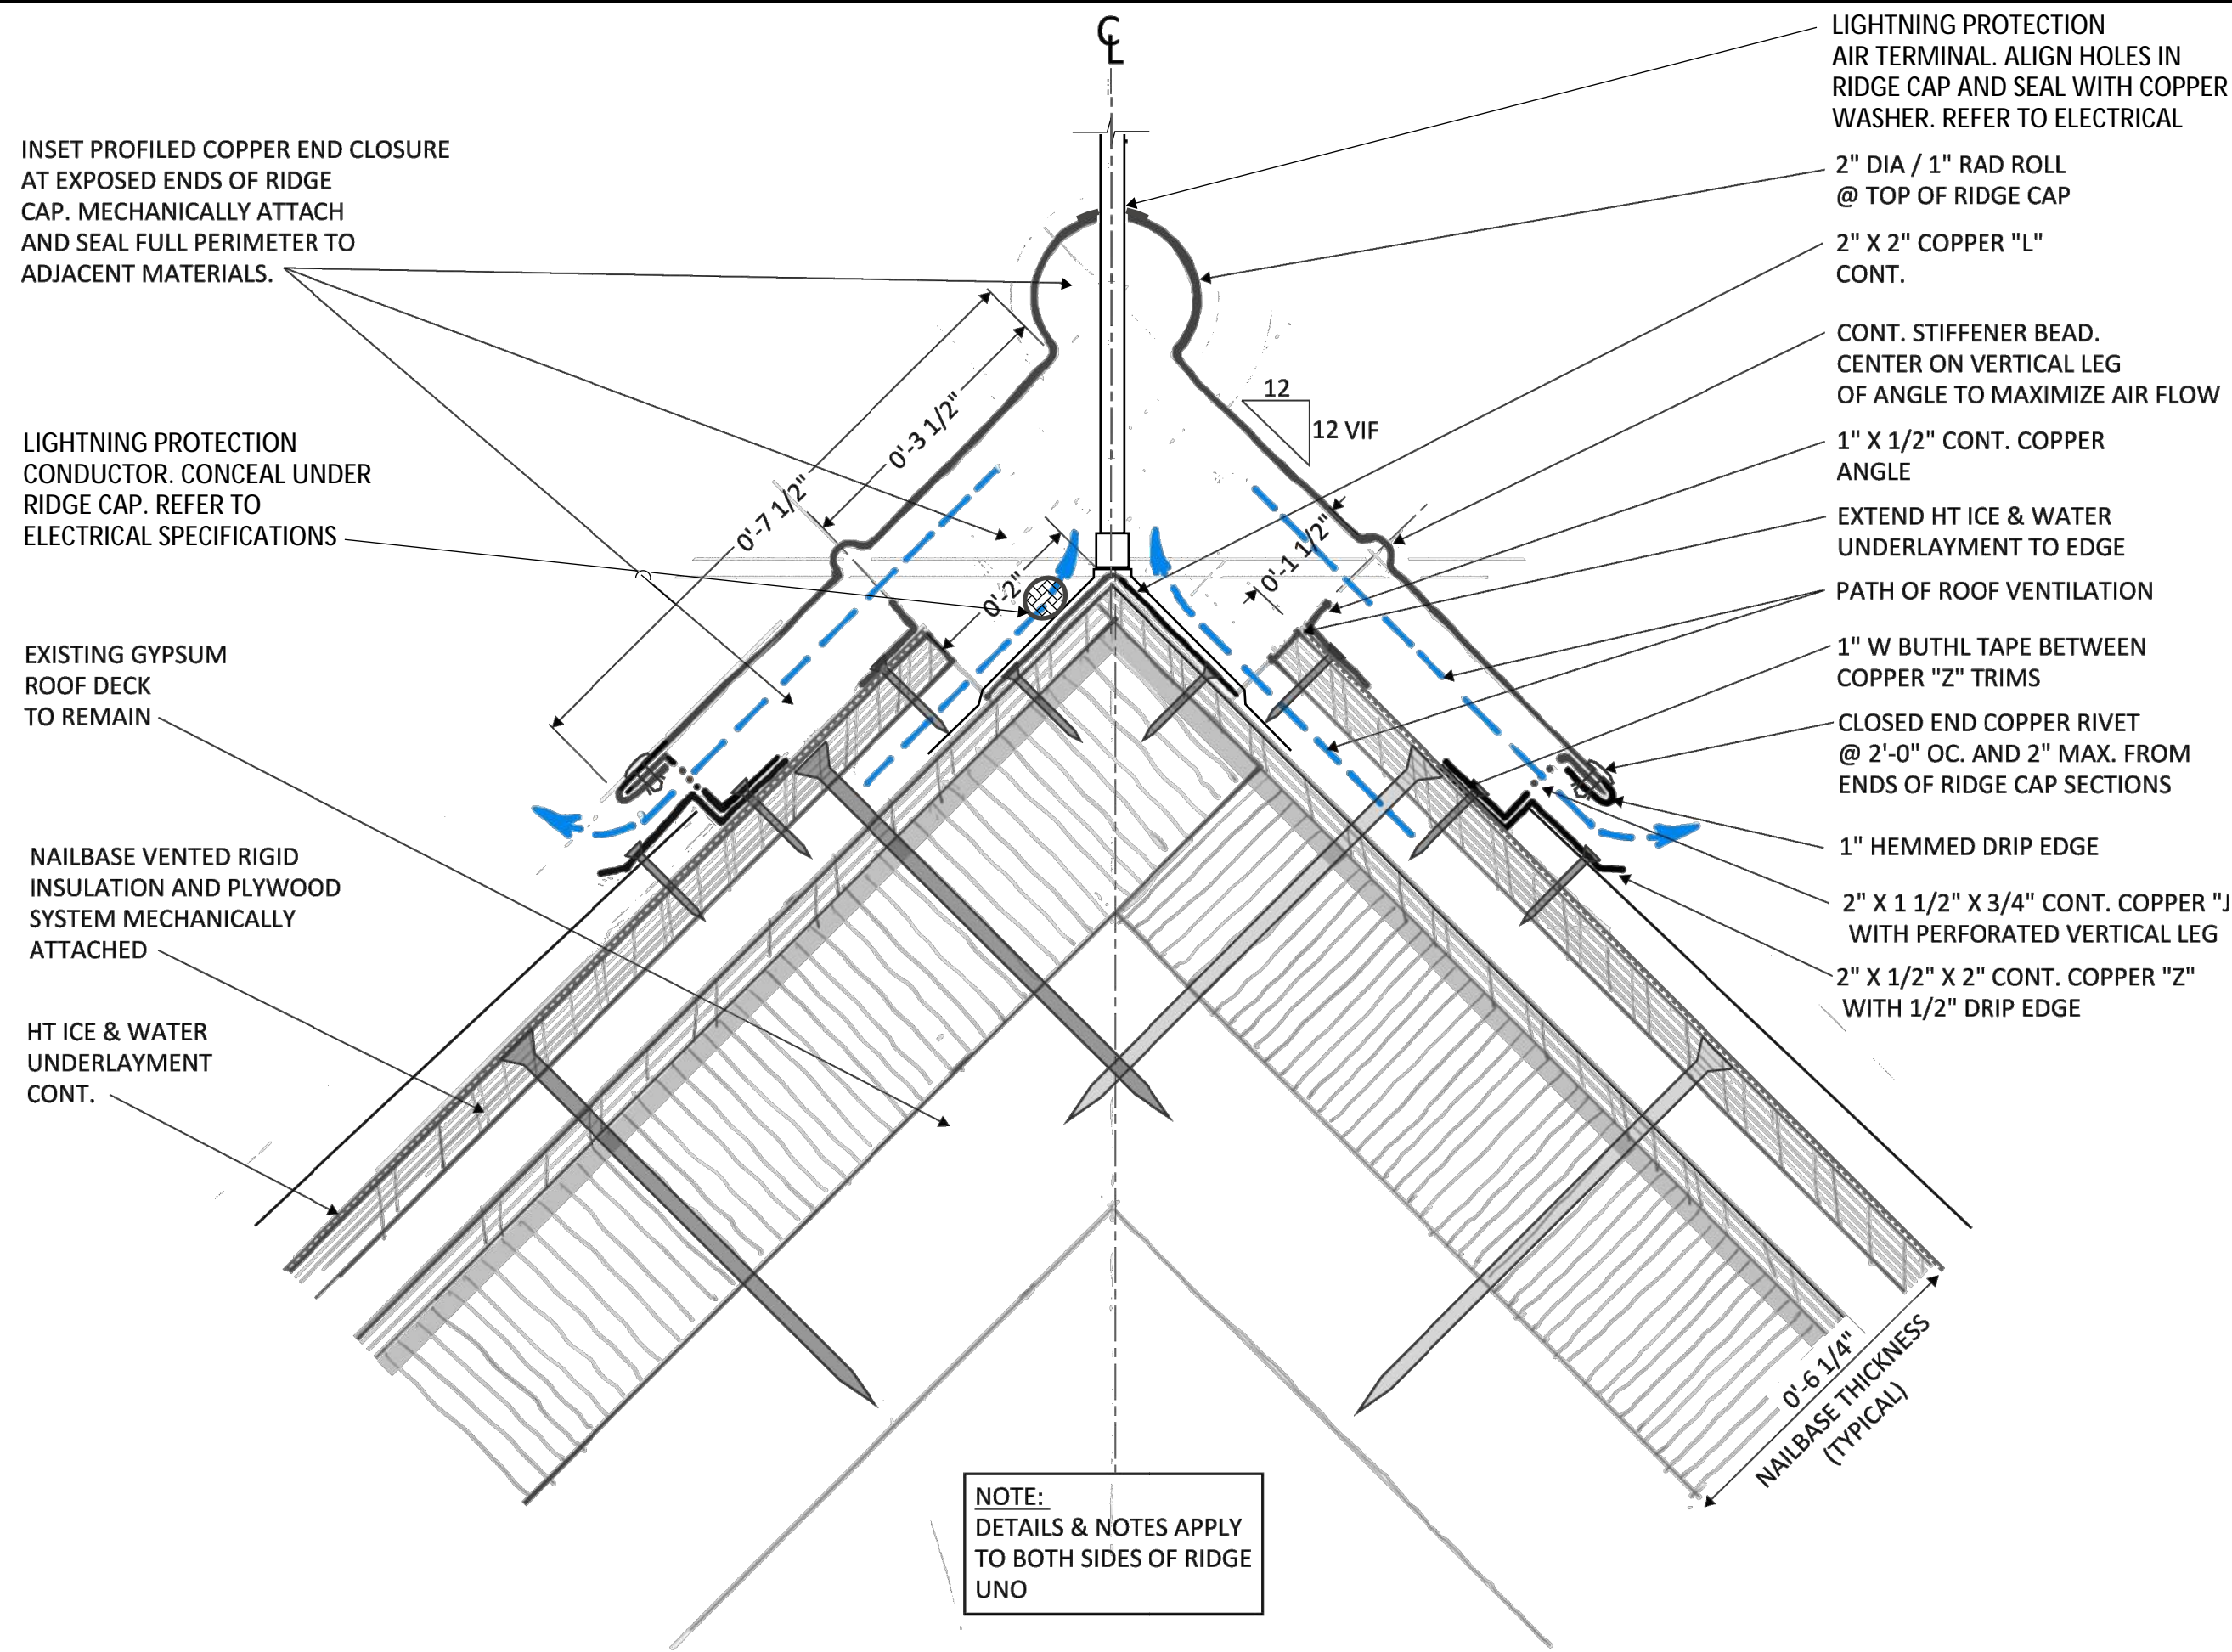 ℄
INSET PROFILED COPPER END CLOSURE
AT EXPOSED ENDS OF RIDGE
CAP. MECHANICALLY ATTACH
AND SEAL FULL PERIMETER TO
ADJACENT MATERIALS.
LIGHTNING PROTECTION
CONDUCTOR. CONCEAL UNDER
RIDGE CAP. REFER TO
ELECTRICAL SPECIFICATIONS
EXISTING GYPSUM
ROOF DECK
TO REMAIN
NAILBASE VENTED RIGID
INSULATION AND PLYWOOD
SYSTEM MECHANICALLY
ATTACHED
HT ICE & WATER
UNDERLAYMENT
CONT.
0'-7 1/2"
0'-3 1/2"
0'-2"
12
12 VIF
0'-1 1/2"
LIGHTNING PROTECTION
AIR TERMINAL. ALIGN HOLES IN
RIDGE CAP AND SEAL WITH COPPER
WASHER. REFER TO ELECTRICAL
2" DIA / 1" RAD ROLL
@ TOP OF RIDGE CAP
2" X 2" COPPER "L"
CONT.
CONT. STIFFENER BEAD.
CENTER ON VERTICAL LEG
OF ANGLE TO MAXIMIZE AIR FLOW
1" X 1/2" CONT. COPPER
ANGLE
EXTEND HT ICE & WATER
UNDERLAYMENT TO EDGE
PATH OF ROOF VENTILATION
1" W BUTHL TAPE BETWEEN
COPPER "Z" TRIMS
CLOSED END COPPER RIVET
@ 2'-0" OC. AND 2" MAX. FROM
ENDS OF RIDGE CAP SECTIONS
1" HEMMED DRIP EDGE
2" X 1 1/2" X 3/4" CONT. COPPER "J
WITH PERFORATED VERTICAL LEG
2" X 1/2" X 2" CONT. COPPER "Z"
WITH 1/2" DRIP EDGE
0'-6 1/4"
NAILBASE THICKNESS
(TYPICAL)
NOTE:
DETAILS & NOTES APPLY
TO BOTH SIDES OF RIDGE
UNO